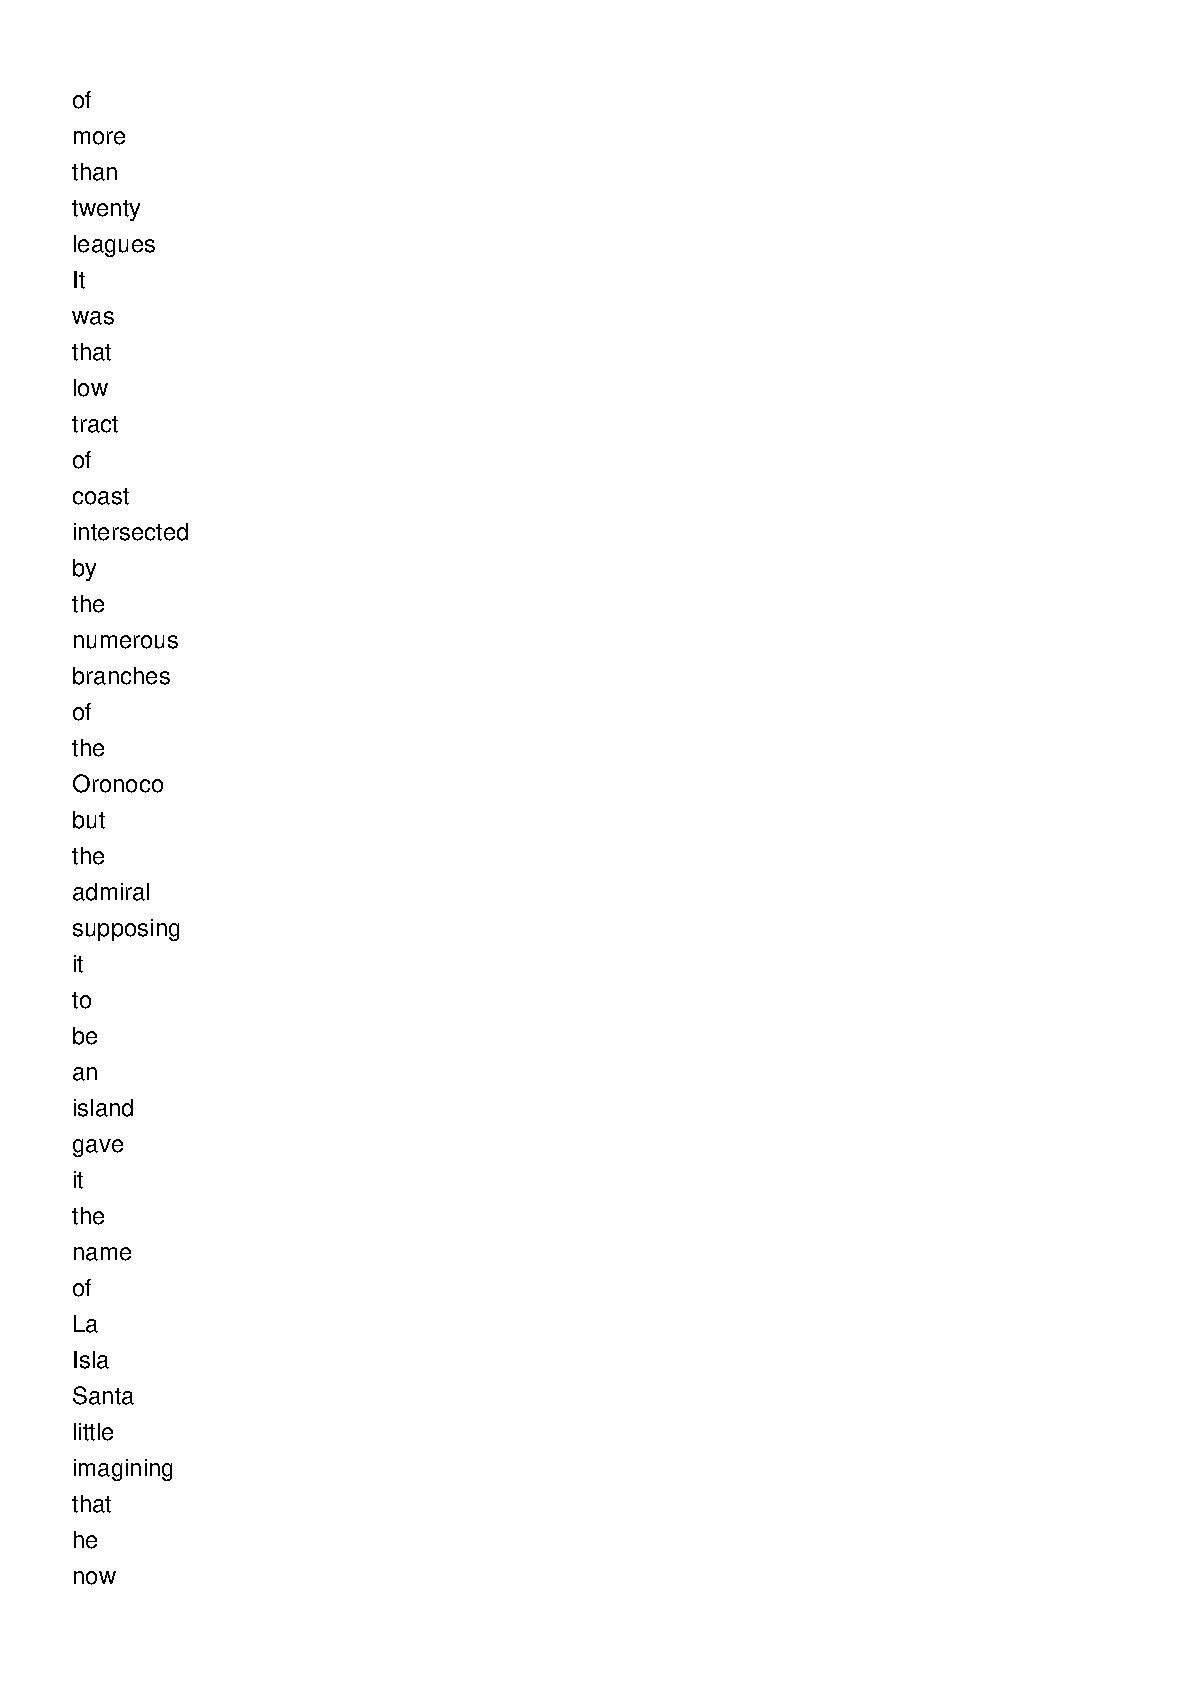 of
more
than
twenty
leagues
It
was
that
low
tract
of
coast
intersected
by
the
numerous
branches
of
the
Oronoco
but
the
admiral
supposing
it
to
be
an
island
gave
it
the
name
of
La
Isla
Santa
little
imagining
that
he
now